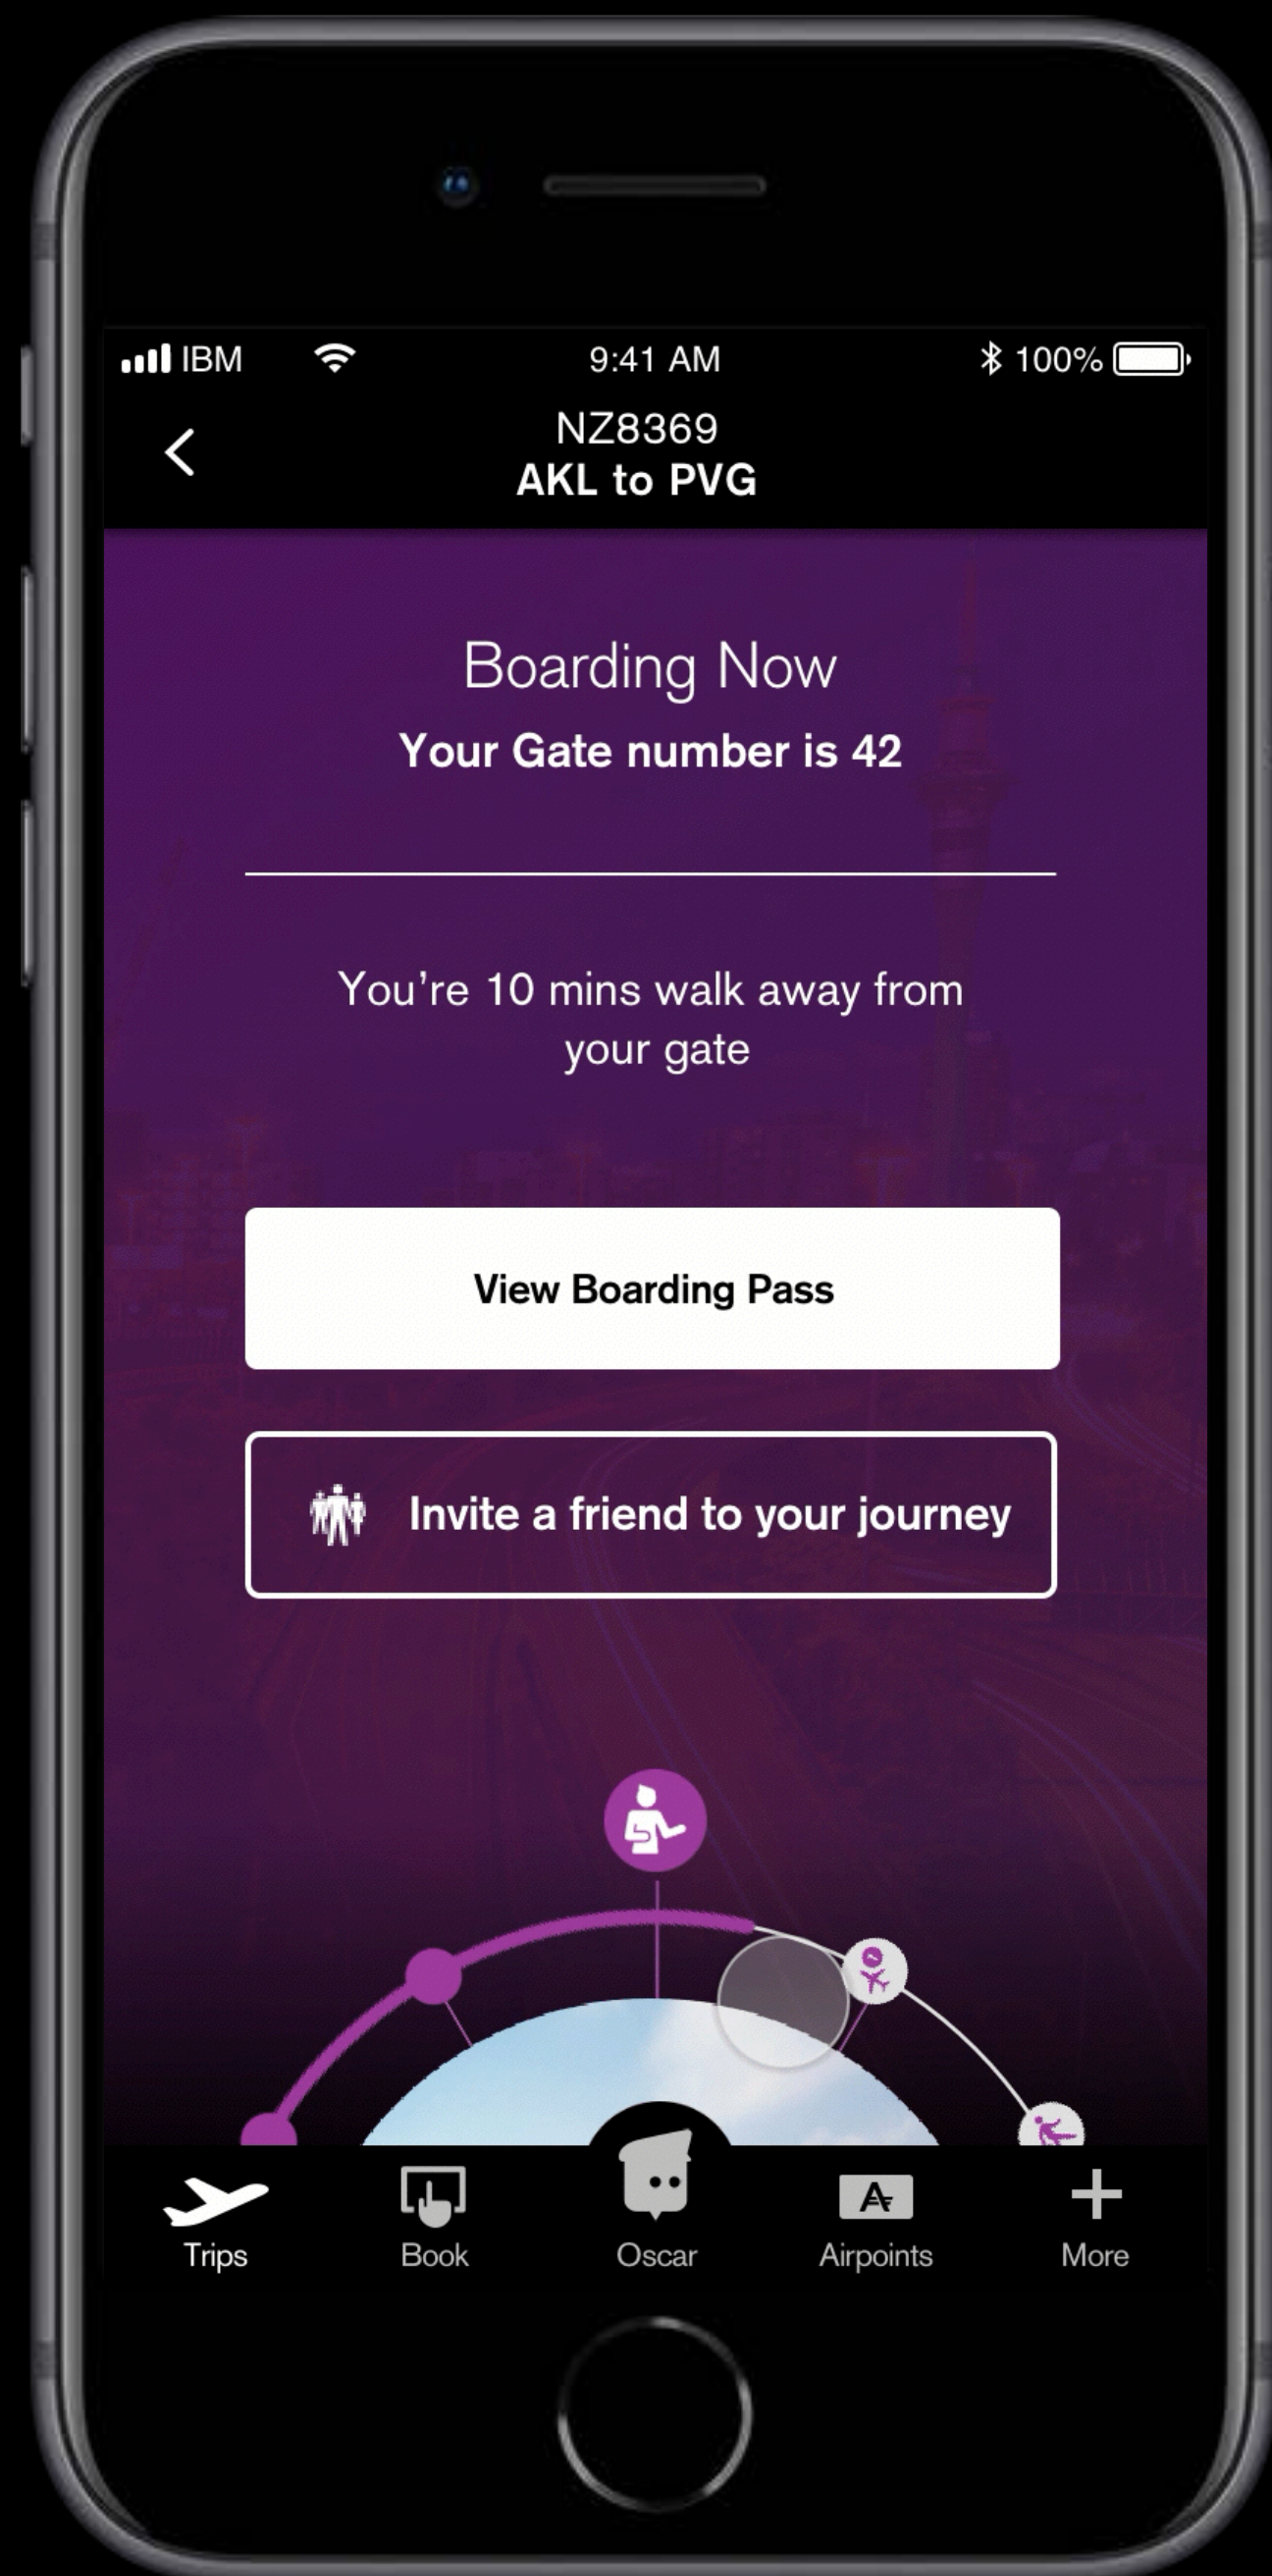 IBM 9:41 AM 100%
NZ8369
AKL to PVG
Boarding Now
Your Gate number is 42
You're 10 mins walk away from
your gate
View Boarding Pass
Invite a friend to your journey
Trips Book Oscar Airpoints More